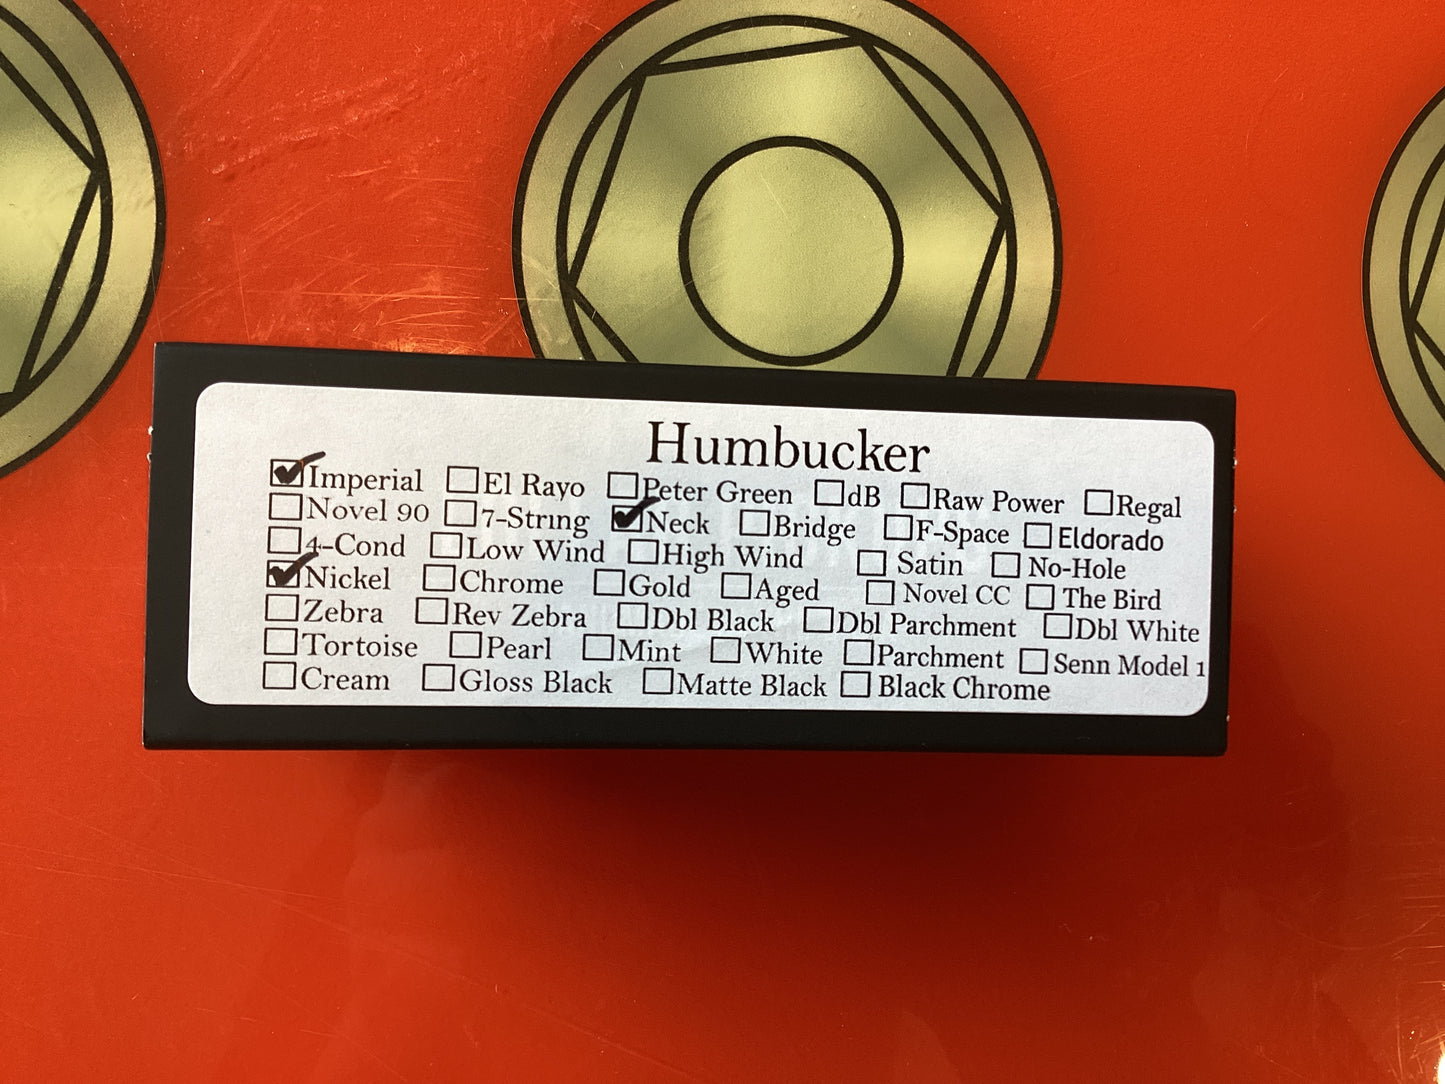 Humbucker
Imperial El Rayo Peter Green dB Raw Power Regal
Novel 90 7-String Neck Bridge F-Space Eldorado
4-Cond Low Wind High Wind Satin No-Hole
Nickel Chrome Gold Aged Novel CC The Bird
Zebra Rev Zebra Dbl Black Dbl Parchment Dbl White
Tortoise Pearl Mint White Parchment Senn Model 1
Cream Gloss Black Matte Black Black Chrome